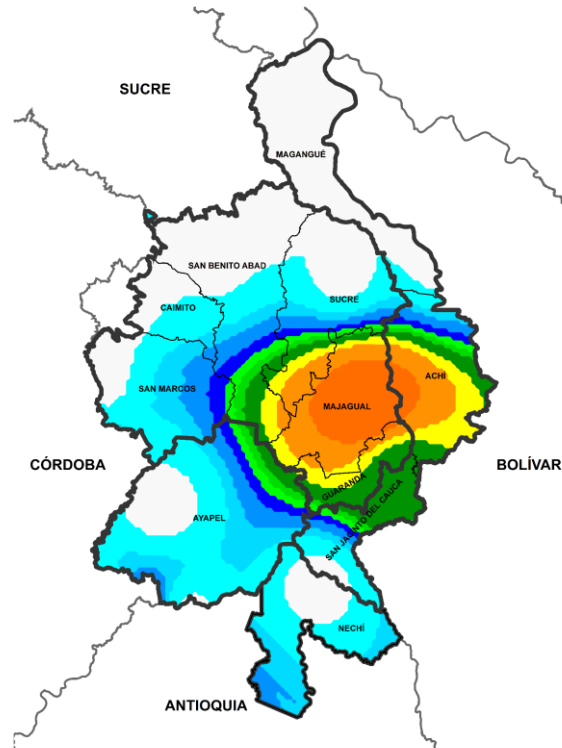 SUCRE
MAGANGUÉ
SAN BENITO ABAD
CAIMITO
SUCRE
SAN MARCOS
ACHI
MAJAGUAL
CÓRDOBA
BOLÍVAR
GUARANDA
AYAPEL
SAN JACINTO DEL CAUCA
NECHÍ
ANTIOQUIA